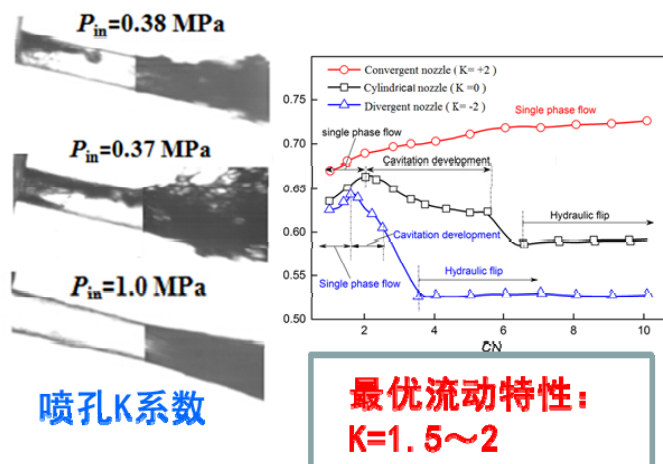 P_in=0.38 MPa
P_in=0.37 MPa
P_in=1.0 MPa
喷孔K系数
Convergent nozzle ( K= +2)
Cylindrical nozzle ( K =0)
Divergent nozzle ( K= -2)
Single phase flow
single phase flow
Cavitation development
Hydraulic flip
Cavitation development
Hydraulic flip
Single phase flow
0.75
0.70
0.65
0.60
0.55
0.50
2
4
6
8
10
CN
最优流动特性：
K=1.5～2